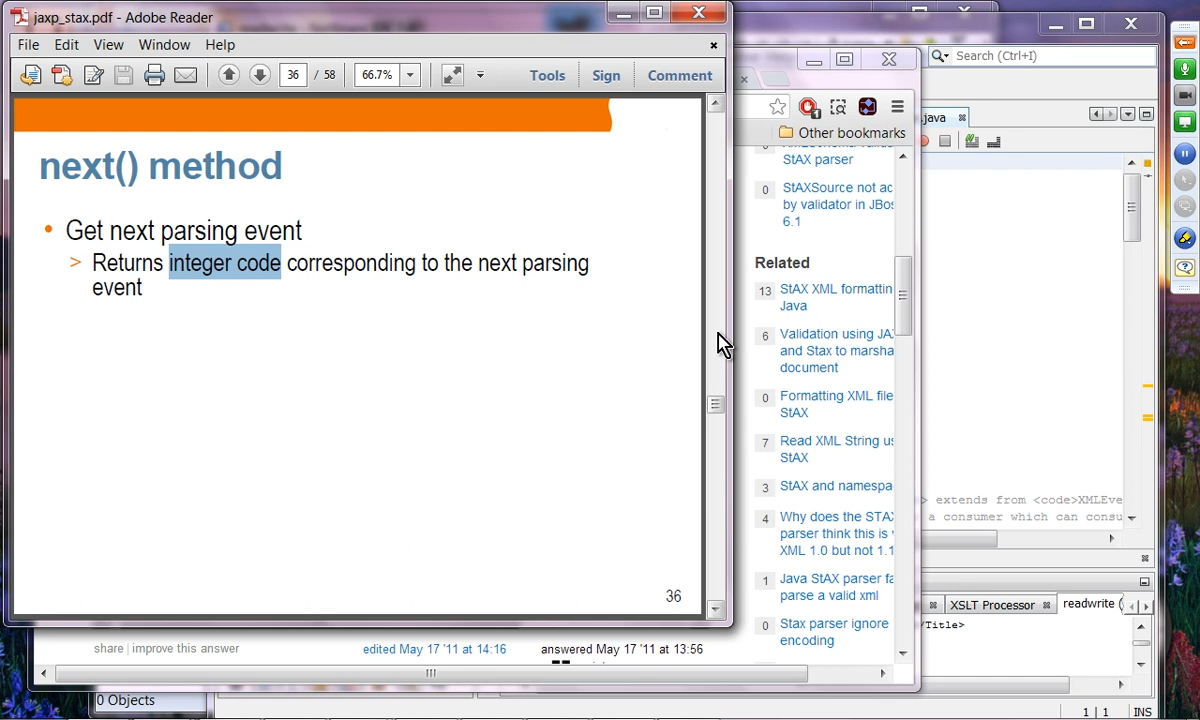 jaxp_stax.pdf - Adobe Reader
File Edit View Window Help
36 / 58 66.7% Tools Sign Comment
next() method
• Get next parsing event
> Returns integer code corresponding to the next parsing
event
36
Search (Ctrl+I)
.java
1
Other bookmarks
StAX parser
0 StAXSource not ac
by validator in JBos
6.1
Related
13 StAX XML formattin
Java
6 Validation using JA
and Stax to marsha
document
0 Formatting XML file
StAX
7 Read XML String us
StAX
3 StAX and namespa
4 Why does the STAX
parser think this is v
XML 1.0 but not 1.1
1 Java StAX parser fa
parse a valid xml
0 Stax parser ignore
encoding
> extends from <code>XMLEve
a consumer which can consu
XSLT Processor readwrite (
/Title>
share improve this answer edited May 17 '11 at 14:16 answered May 17 '11 at 13:56
0 Objects
1 | 1 INS